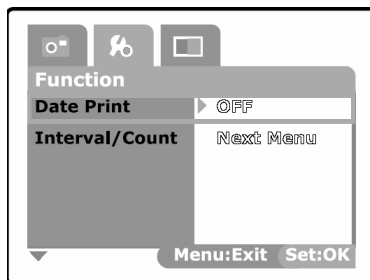 Function
Date Print OFF
Interval/Count Next Menu
Menu:Exit Set:OK